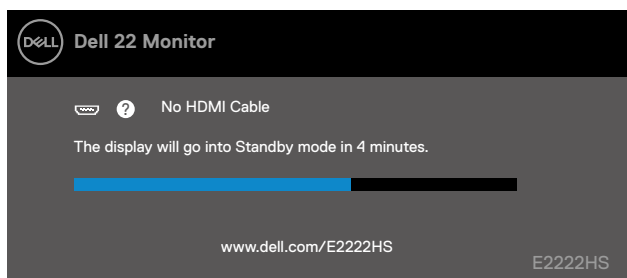 DELL
Dell 22 Monitor
? No HDMI Cable
The display will go into Standby mode in 4 minutes.
www.dell.com/E2222HS
E2222HS